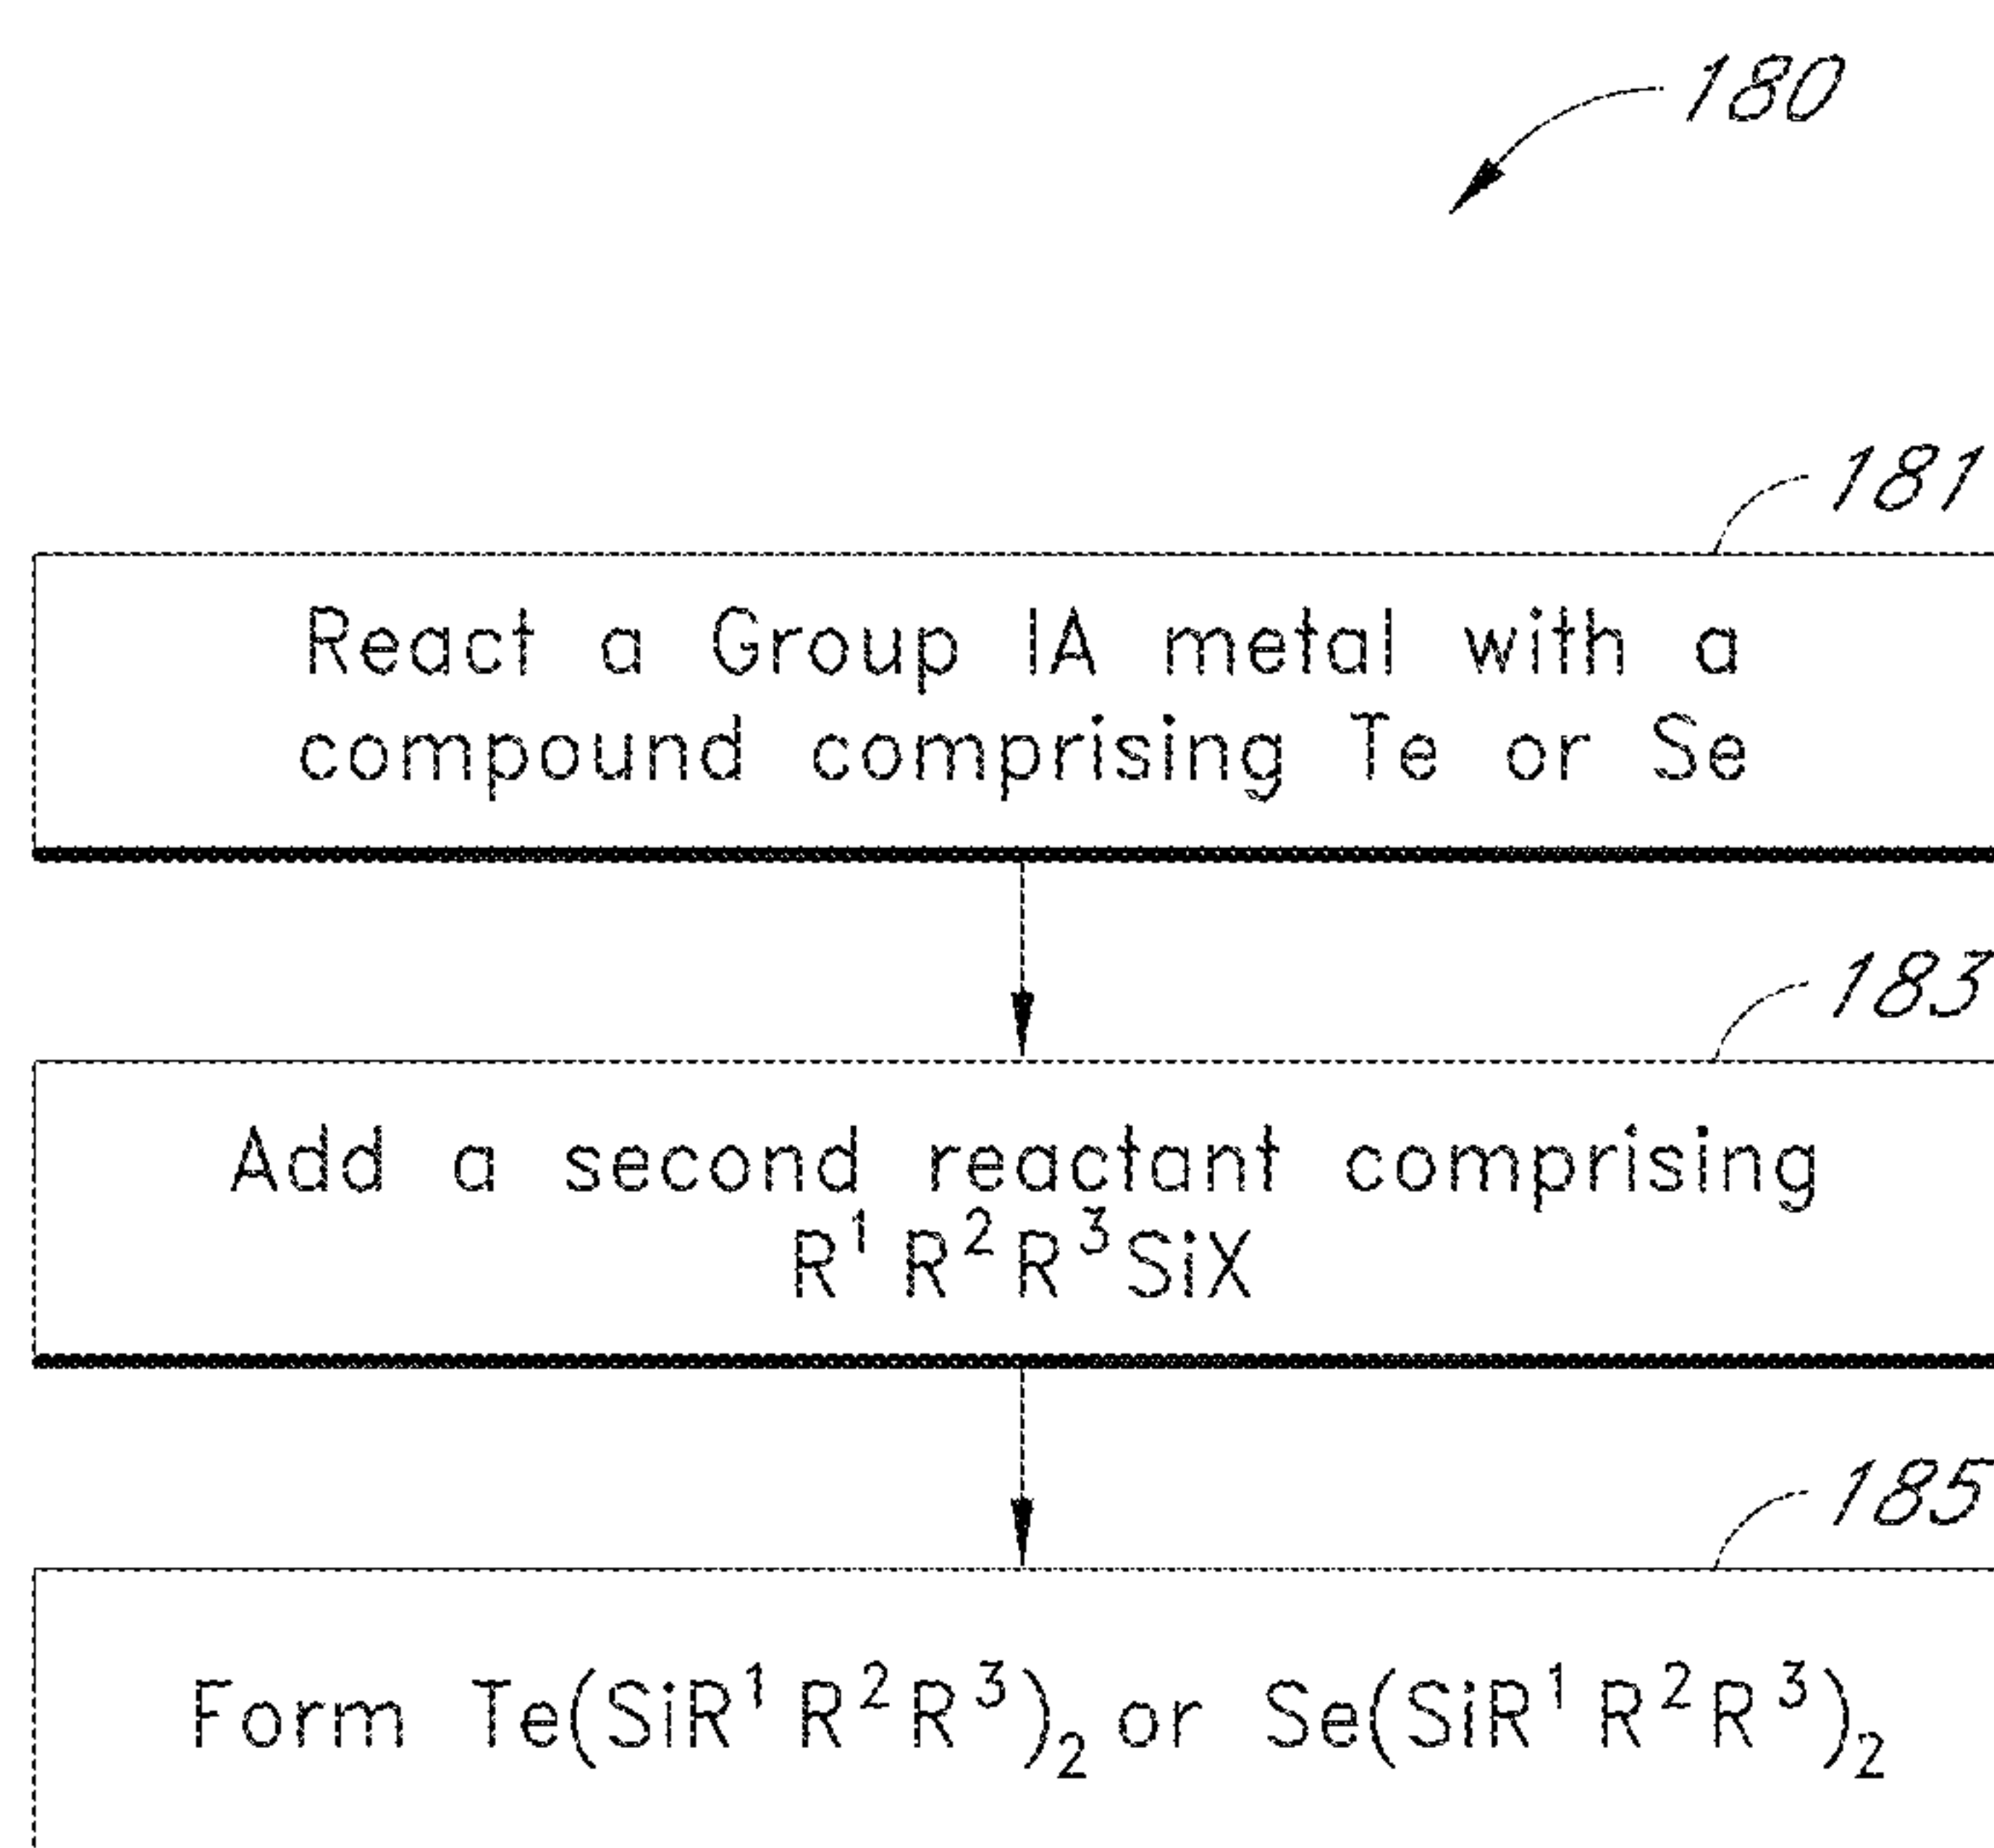 180
181
React a Group IA metal with a
compound comprising Te or Se
183
Add a second reactant comprising
R¹R²R³SiX
185
Form Te(SiR¹R²R³)₂ or Se(SiR¹R²R³)₂